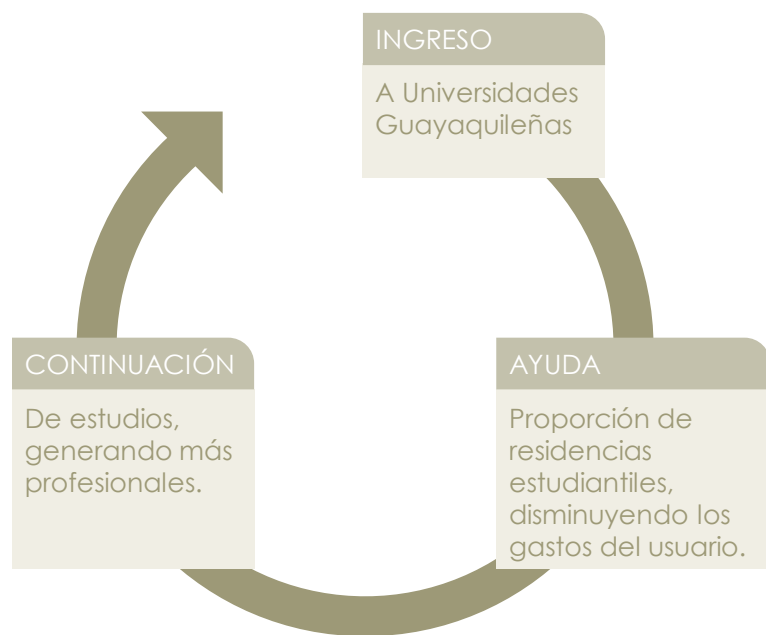 INGRESO
A Universidades
Guayaquileñas
AYUDA
Proporción de
residencias
estudiantiles,
disminuyendo los
gastos del usuario.
CONTINUACIÓN
De estudios,
generando más
profesionales.